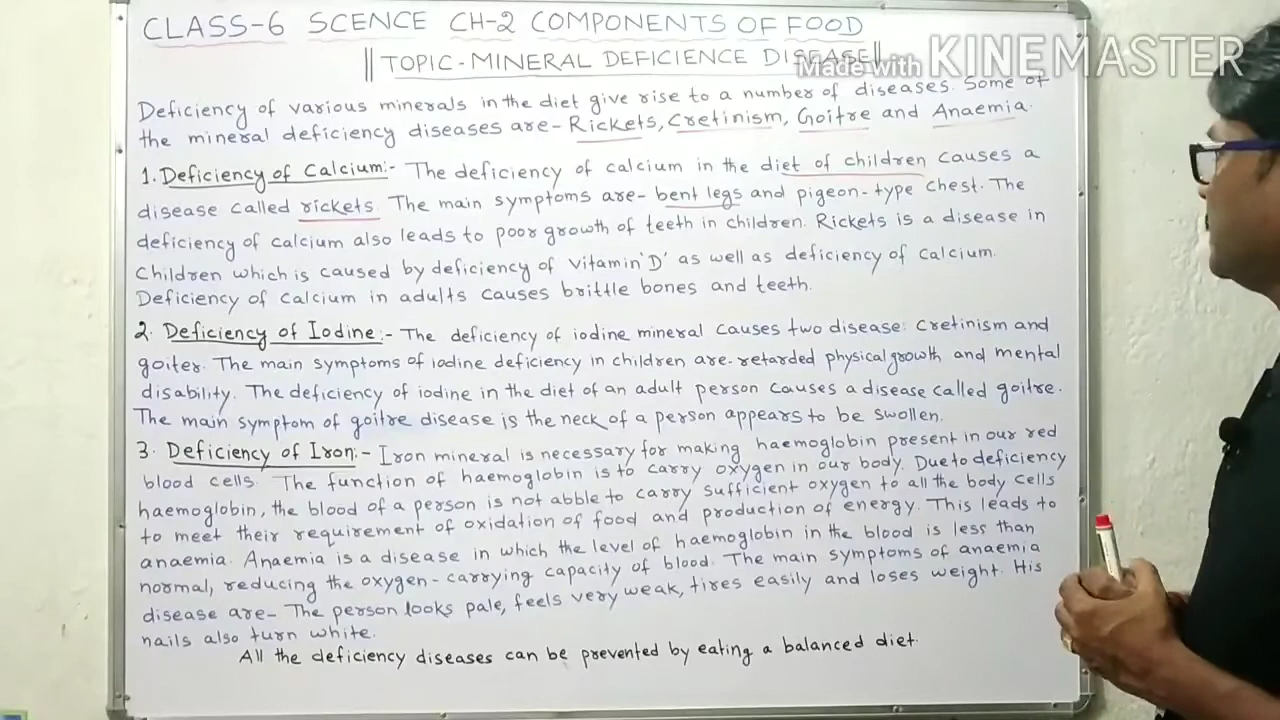 CLASS-6 SCENCE CH-2 COMPONENTS OF FOOD
|| TOPIC - MINERAL DEFICIENCE DISEASE ||
Made with KINEMASTER
Deficiency of various minerals in the diet give rise to a number of diseases. Some of
the mineral deficiency diseases are- Rickets, Cretinism, Goitre and Anaemia.
1. Deficiency of Calcium:- The deficiency of calcium in the diet of children causes a
disease called rickets. The main symptoms are- bent legs and pigeon-type chest. The
deficiency of calcium also leads to poor growth of teeth in children. Rickets is a disease in
Children which is caused by deficiency of Vitamin 'D' as well as deficiency of Calcium.
Deficiency of Calcium in adults causes brittle bones and teeth.
2. Deficiency of Iodine:- The deficiency of iodine mineral causes two disease: Cretinism and
goiter. The main symptoms of iodine deficiency in children are- retarded physical growth and mental
disability. The deficiency of iodine in the diet of an adult person causes a disease called goitre.
The main symptom of goitre disease is the neck of a person appears to be swollen.
3. Deficiency of Iron:- Iron mineral is necessary for making haemoglobin present in our red
blood cells. The function of haemoglobin is to carry oxygen in our body. Due to deficiency
haemoglobin, the blood of a person is not abble to carry sufficient oxygen to all the body cells
to meet their requirement of oxidation of food and production of energy. This leads to
anaemia. Anaemia is a disease in which the level of haemoglobin in the blood is less than
normal, reducing the oxygen-carrying capacity of blood. The main symptoms of anaemia
disease are- The person looks pale, feels very weak, tires easily and loses weight. His
nails also turn white.
All the deficiency diseases can be prevented by eating a balanced diet.